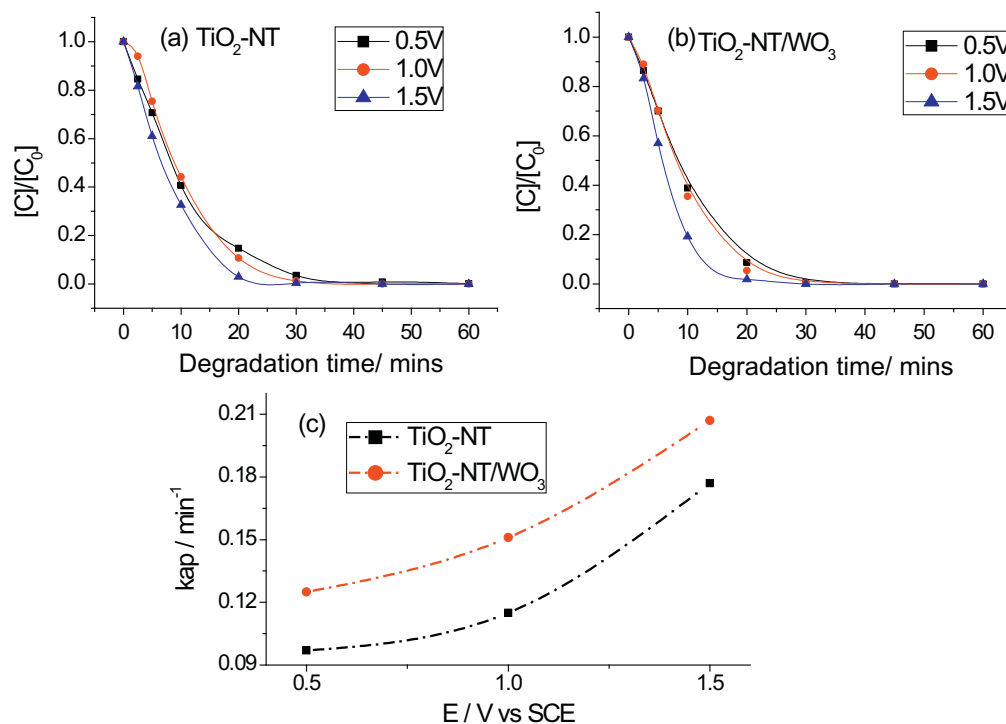 (a) TiO₂-NT
0.5V
1.0V
1.5V
[C]/[C₀]
1.0
0.8
0.6
0.4
0.2
0.0
0 10 20 30 40 50 60
Degradation time/ mins
(b) TiO₂-NT/WO₃
0.5V
1.0V
1.5V
[C]/[C₀]
1.0
0.8
0.6
0.4
0.2
0.0
0 10 20 30 40 50 60
Degradation time/ mins
(c)
TiO₂-NT
TiO₂-NT/WO₃
kap / min⁻¹
0.21
0.18
0.15
0.12
0.09
0.5 1.0 1.5
E / V vs SCE